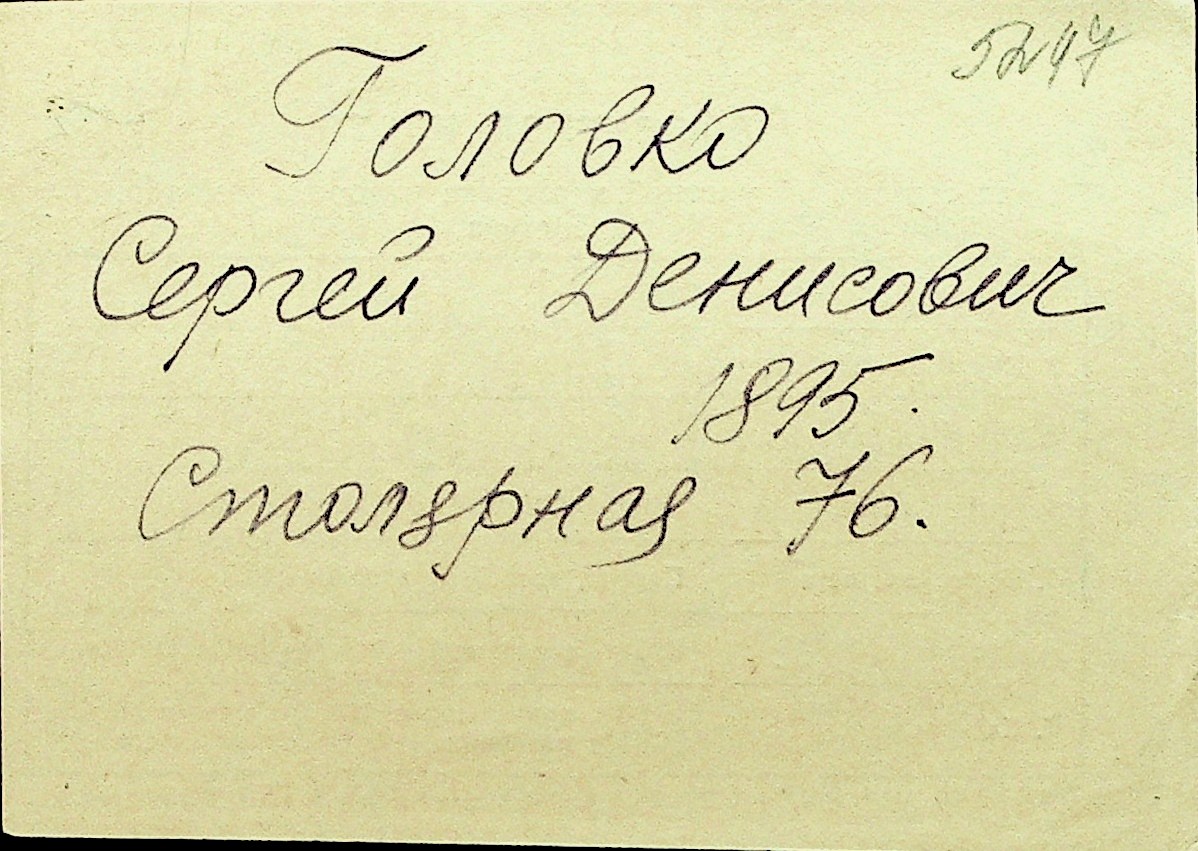 5247
Головко
Сергей Денисович
1895.
Столярная 76.